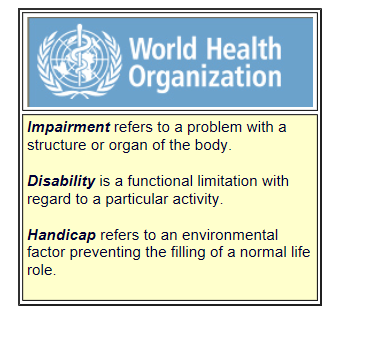 World Health
Organization
Impairment refers to a problem with a
structure or organ of the body.
Disability is a functional limitation with
regard to a particular activity.
Handicap refers to an environmental
factor preventing the filling of a normal life
role.